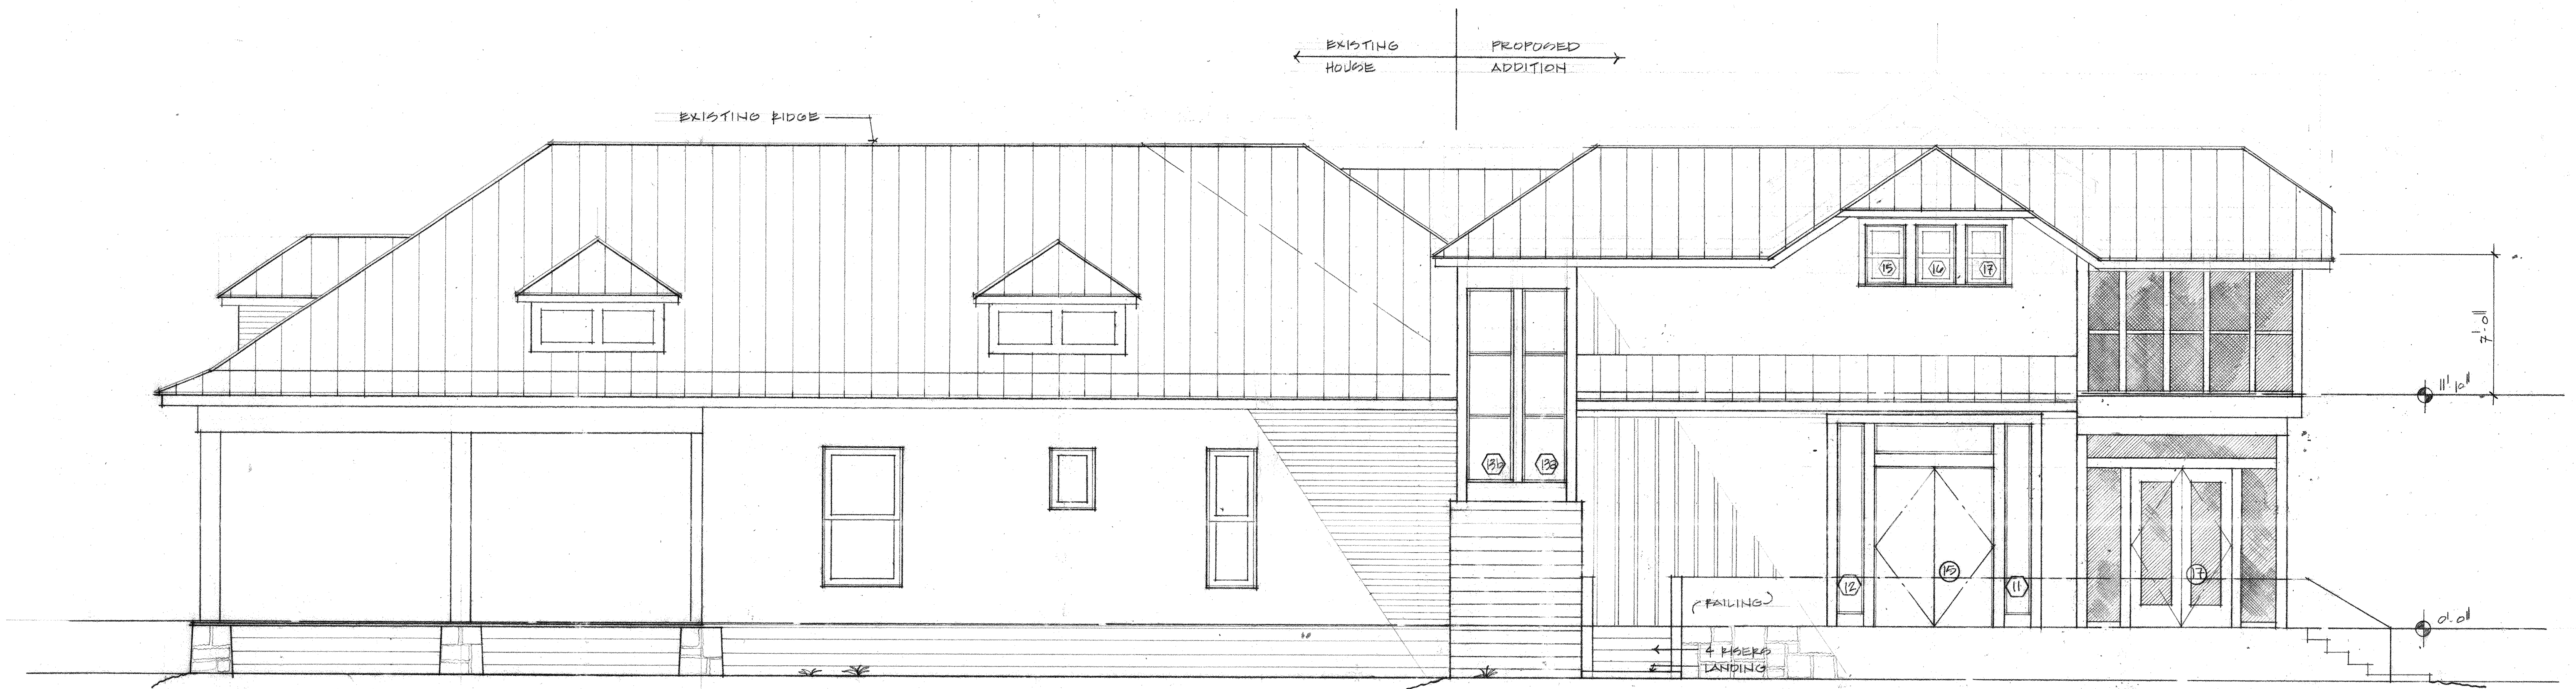 EXISTING
HOUSE
PROPOSED
ADDITION
EXISTING RIDGE
15
16
17
7'.0"
11'.10"
13b
13a
12
15
11
17
(RAILING)
0'.0"
4 RISERS
LANDING